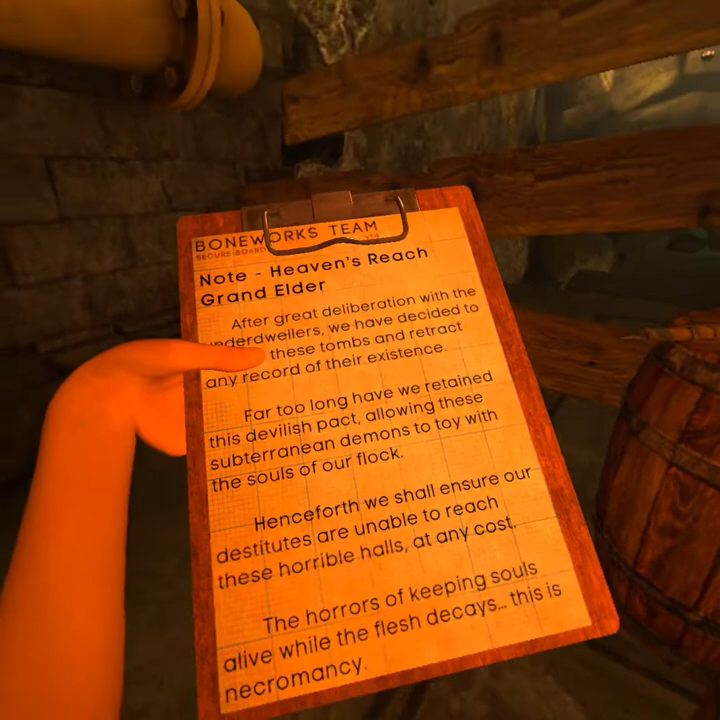 BONEWORKS TEAM
SECURE-BOARD
Note - Heaven's Reach
Grand Elder
After great deliberation with the
underdwellers, we have decided to
these tombs and retract
any record of their existence.
Far too long have we retained
this devilish pact, allowing these
subterranean demons to toy with
the souls of our flock.
Henceforth we shall ensure our
destitutes are unable to reach
these horrible halls, at any cost.
The horrors of keeping souls
alive while the flesh decays... this is
necromancy.